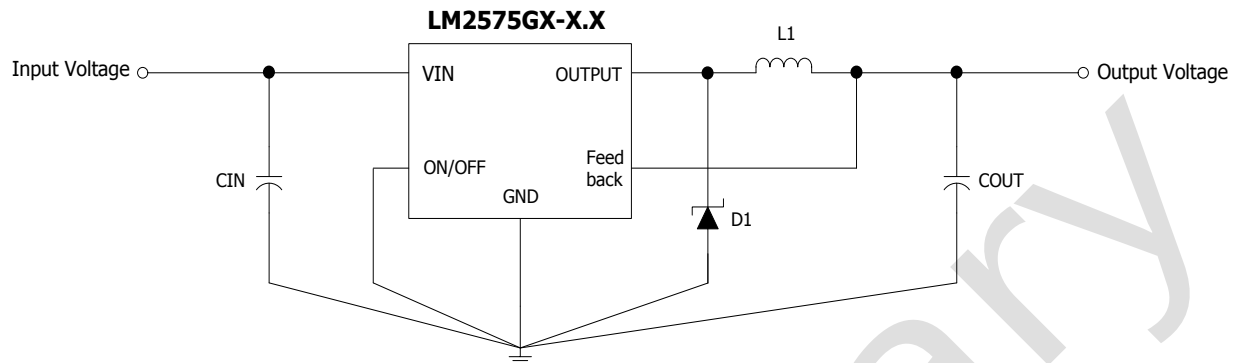 LM2575GX-X.X
L1
Input Voltage
VIN
OUTPUT
Output Voltage
ON/OFF
Feed
back
CIN
GND
COUT
D1